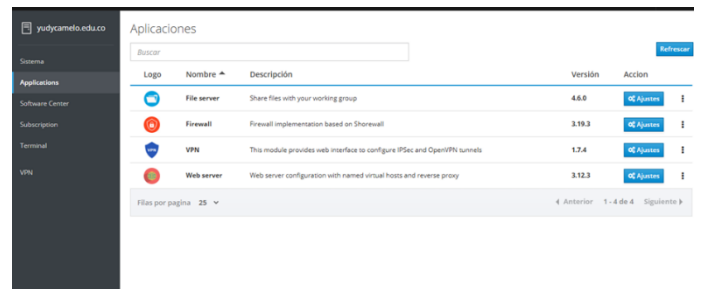 yudycamelo.edu.co
Sistema
Applications
Software Center
Subscription
Terminal
VPN
Aplicaciones
Buscar
Refrescar
Logo Nombre Descripción Versión Accion
File server Share files with your working group 4.6.0 Ajustes
Firewall Firewall implementation based on Shorewall 3.19.3 Ajustes
VPN This module provides web interface to configure IPSec and OpenVPN tunnels 1.7.4 Ajustes
Web server Web server configuration with named virtual hosts and reverse proxy 3.12.3 Ajustes
Filas por pagina 25 Anterior 1 - 4 de 4 Siguiente